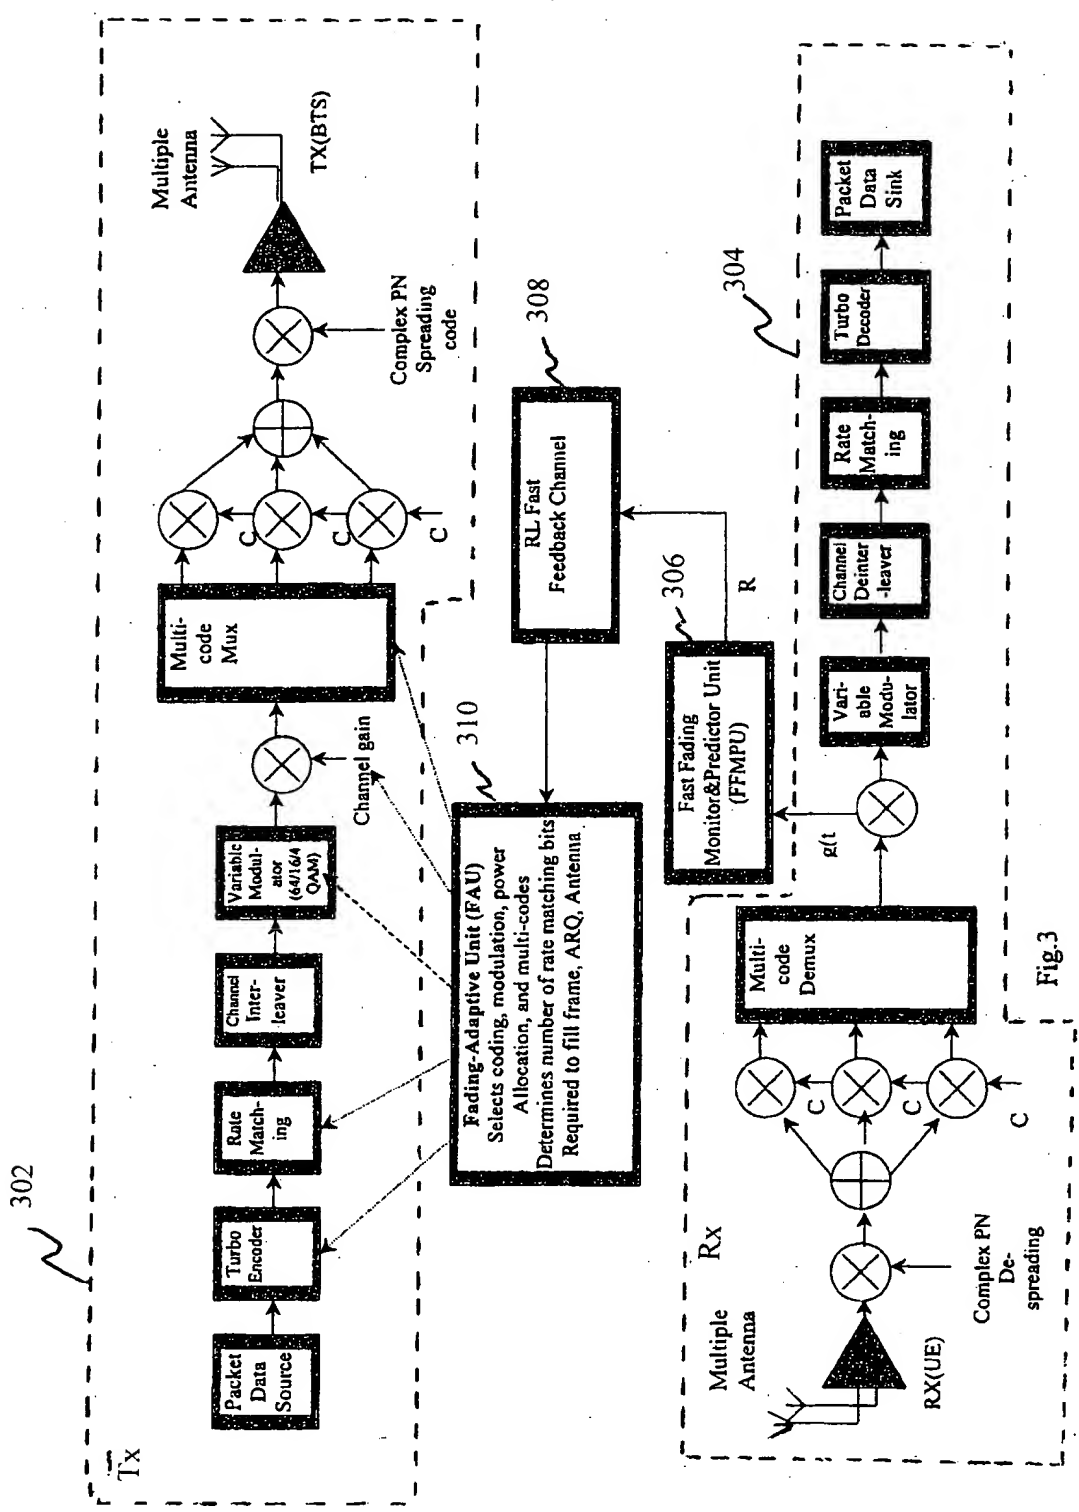 302
Tx
Packet
Data
Source
Turbo
Encoder
Rate
Match-
ing
Channel
Inter-
leaver
Variable
Modul-
ator
(64/16/4
QAM)
Channel gain
Multi-
code
Mux
C
C
C
Complex PN
Spreading
code
Multiple
Antenna
TX(BTS)
310
Fading-Adaptive Unit (FAU)
Selects coding, modulation, power
Allocation, and multi-codes
Determines number of rate matching bits
Required to fill frame, ARQ, Antenna
308
RL Fast
Feedback Channel
306
Fast Fading
Monitor&Predictor Unit
(FFMPU)
R
304
Rx
Multiple
Antenna
RX(UE)
Complex PN
De-
spreading
C
C
C
Multi-
code
Demux
g(t
Vari-
able
Modu-
lator
Channel
Deinter
-leaver
Rate
Match-
ing
Turbo
Decoder
Packet
Data
Sink
Fig.3